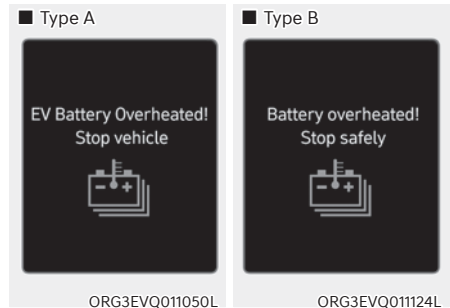 ■ Type A
EV Battery Overheated!
Stop vehicle
ORG3EVQ011050L
■ Type B
Battery overheated!
Stop safely
ORG3EVQ011124L